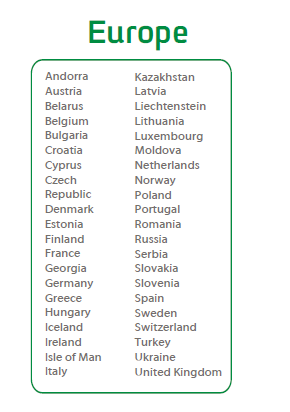 Europe
Andorra
Austria
Belarus
Belgium
Bulgaria
Croatia
Cyprus
Czech
Republic
Denmark
Estonia
Finland
France
Georgia
Germany
Greece
Hungary
Iceland
Ireland
Isle of Man
Italy
Kazakhstan
Latvia
Liechtenstein
Lithuania
Luxembourg
Moldova
Netherlands
Norway
Poland
Portugal
Romania
Russia
Serbia
Slovakia
Slovenia
Spain
Sweden
Switzerland
Turkey
Ukraine
United Kingdom